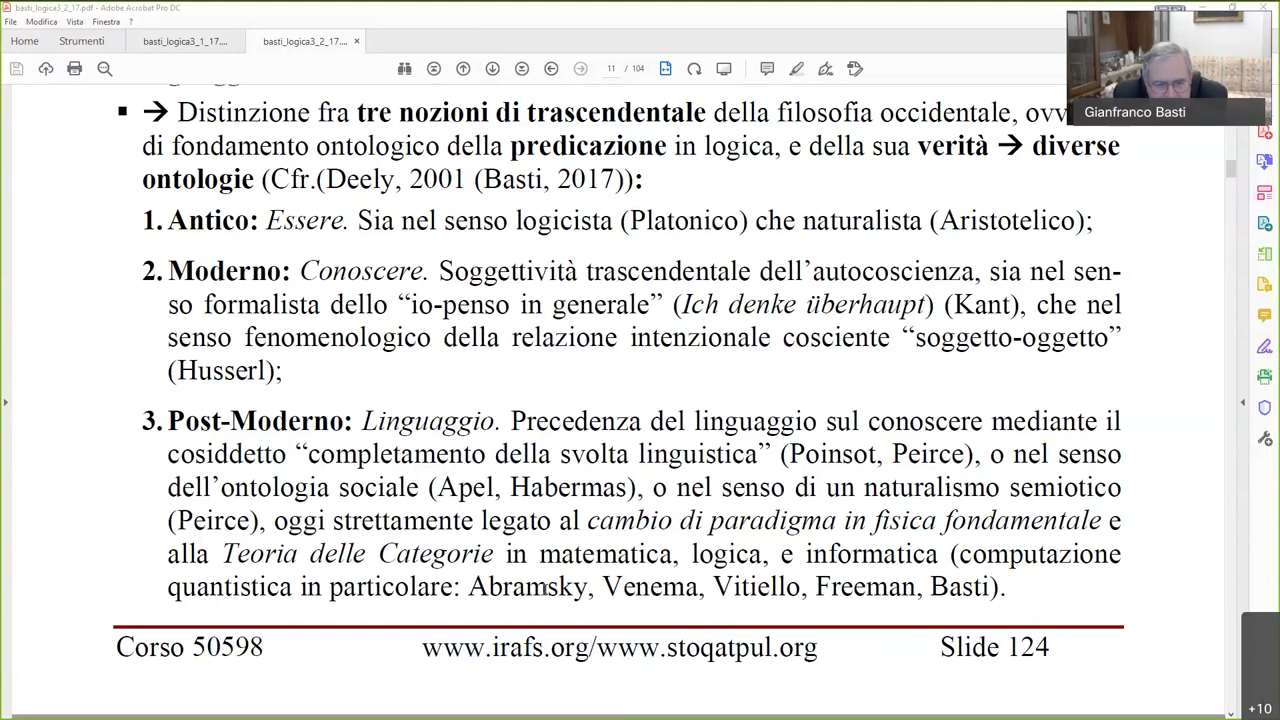 basti_logica3_2_17.pdf - Adobe Acrobat Pro DC
File Modifica Vista Finestra ?
Home Strumenti basti_logica3_1_17.... basti_logica3_2_17.... ×
11 / 104
Gianfranco Basti
▪ → Distinzione fra tre nozioni di trascendentale della filosofia occidentale,
di fondamento ontologico della predicazione in logica, e della sua verità → diverse
ontologie (Cfr.(Deely, 2001 (Basti, 2017)):
1. Antico: Essere. Sia nel senso logicista (Platonico) che naturalista (Aristotelico);
2. Moderno: Conoscere. Soggettività trascendentale dell’autocoscienza, sia nel sen-
so formalista dello “io-penso in generale” (Ich denke überhaupt) (Kant), che nel
senso fenomenologico della relazione intenzionale cosciente “soggetto-oggetto”
(Husserl);
3. Post-Moderno: Linguaggio. Precedenza del linguaggio sul conoscere mediante il
cosiddetto “completamento della svolta linguistica” (Poinsot, Peirce), o nel senso
dell’ontologia sociale (Apel, Habermas), o nel senso di un naturalismo semiotico
(Peirce), oggi strettamente legato al cambio di paradigma in fisica fondamentale e
alla Teoria delle Categorie in matematica, logica, e informatica (computazione
quantistica in particolare: Abramsky, Venema, Vitiello, Freeman, Basti).
Corso 50598 www.irafs.org/www.stoqatpul.org Slide 124
+10